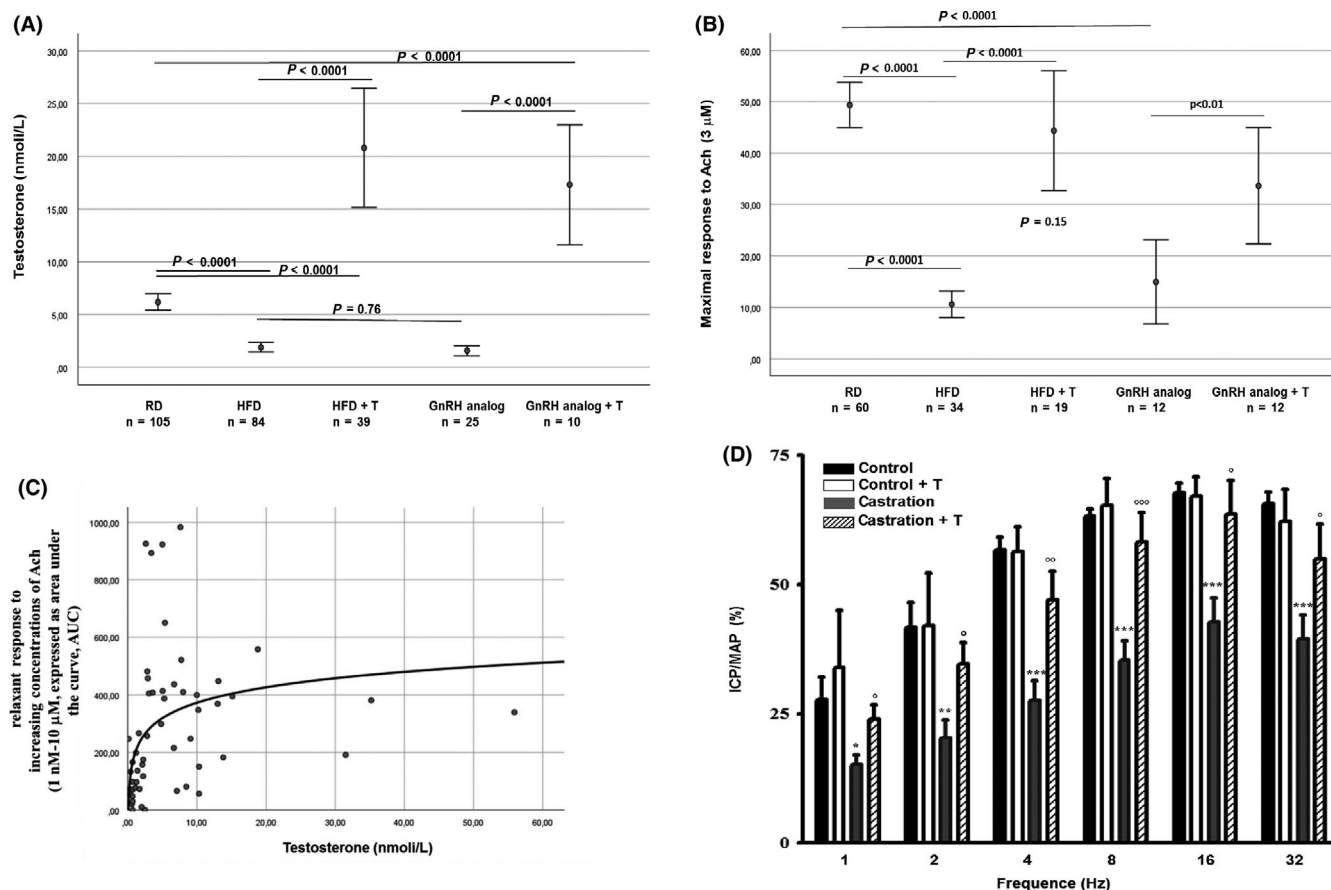 (A)
P < 0.0001
P < 0.0001
P < 0.0001
P < 0.0001
P < 0.0001
P = 0.76
Testosterone (nmoli/L)
30,00
25,00
20,00
15,00
10,00
5,00
,00
RD
n = 105
HFD
n = 84
HFD + T
n = 39
GnRH analog
n = 25
GnRH analog + T
n = 10
(B)
P < 0.0001
P < 0.0001
P < 0.0001
p<0.01
P = 0.15
P < 0.0001
Maximal response to Ach (3 μM)
60,00
50,00
40,00
30,00
20,00
10,00
,00
RD
n = 60
HFD
n = 34
HFD + T
n = 19
GnRH analog
n = 12
GnRH analog + T
n = 12
(C)
relaxant response to
increasing concentrations of Ach
(1 nM-10 μM, expressed as area under
the curve, AUC)
1000,00
800,00
600,00
400,00
200,00
,00
,00 10,00 20,00 30,00 40,00 50,00 60,00
Testosterone (nmoli/L)
(D)
Control
Control + T
Castration
Castration + T
ICP/MAP (%)
75
50
25
0
* ° ** ° *** °° *** °°° *** ° *** °
1 2 4 8 16 32
Frequence (Hz)